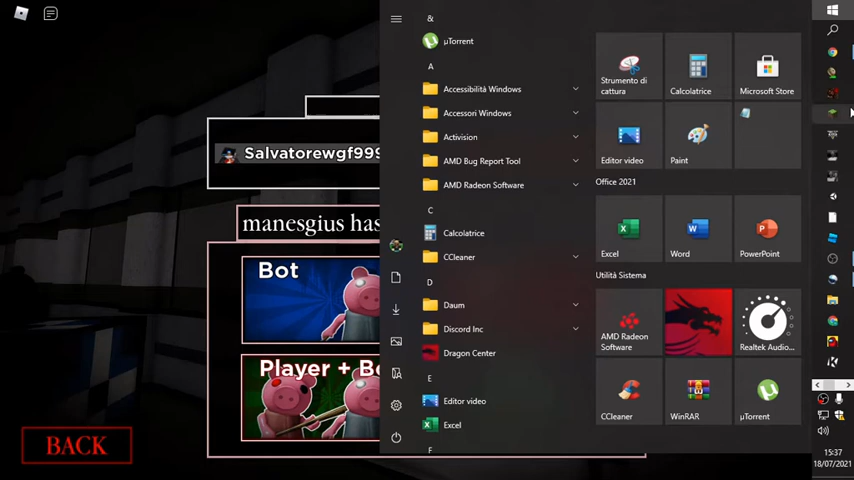 Salvatorewgf999
manesgius has
Bot
Player + Bo
BACK
&
µTorrent
A
Accessibilità Windows
Accessori Windows
Activision
AMD Bug Report Tool
AMD Radeon Software
C
Calcolatrice
CCleaner
D
Daum
Discord Inc
Dragon Center
E
Editor video
Excel
F
Strumento di
cattura
Calcolatrice
Microsoft Store
Editor video
Paint
Office 2021
Excel
Word
PowerPoint
Utilità Sistema
AMD Radeon
Software
Realtek Audio...
CCleaner
WinRAR
µTorrent
15:37
18/07/2021